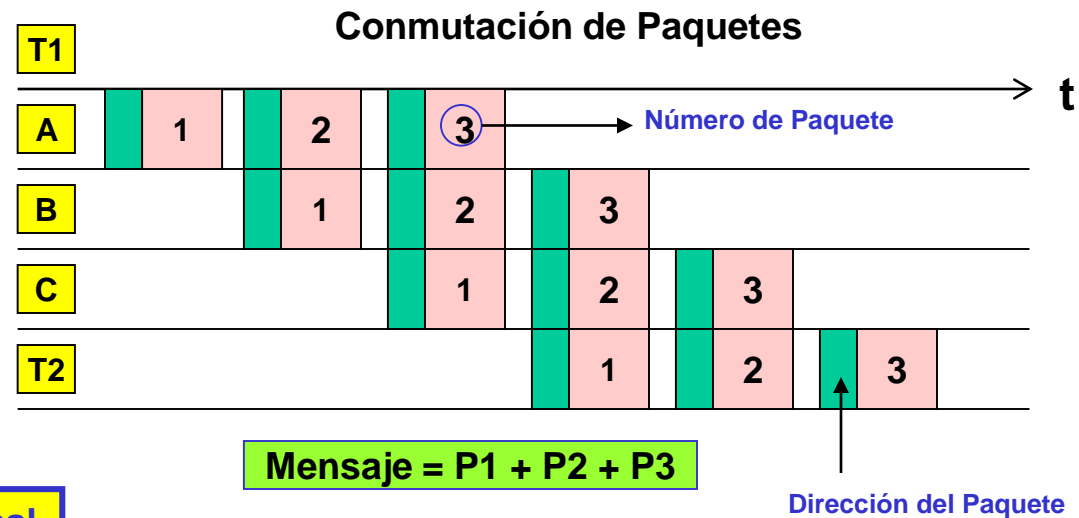 Conmutación de Paquetes
T1
t
A 1 2 3 Número de Paquete
B 1 2 3
C 1 2 3
T2 1 2 3
Mensaje = P1 + P2 + P3
Dirección del Paquete